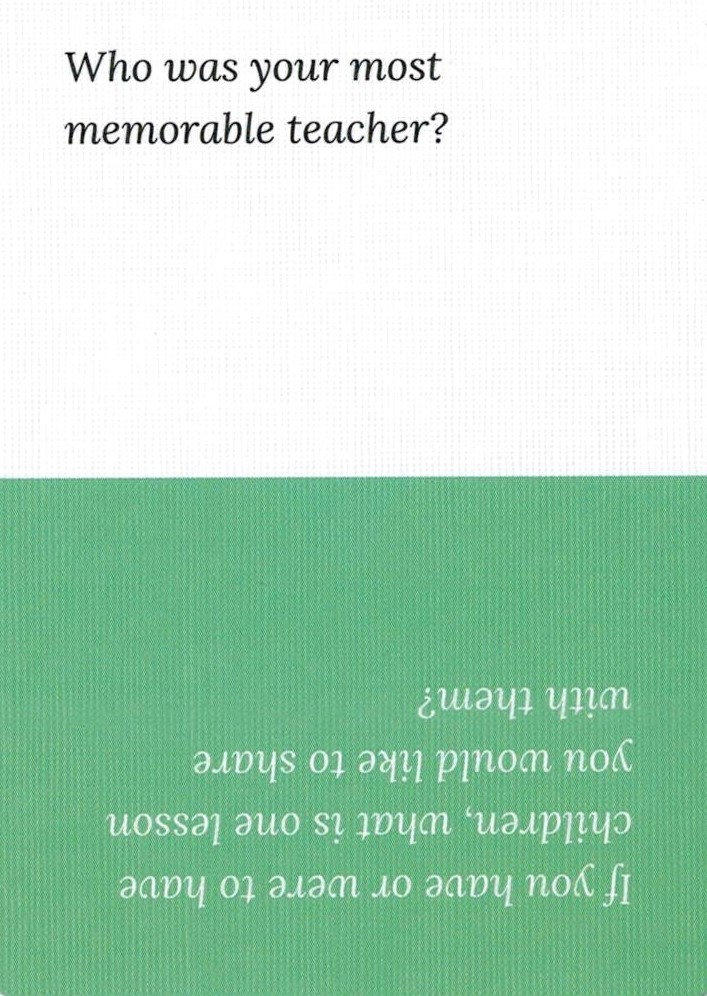 Who was your most
memorable teacher?
If you have or were to have
children, what is one lesson
you would like to share
with them?